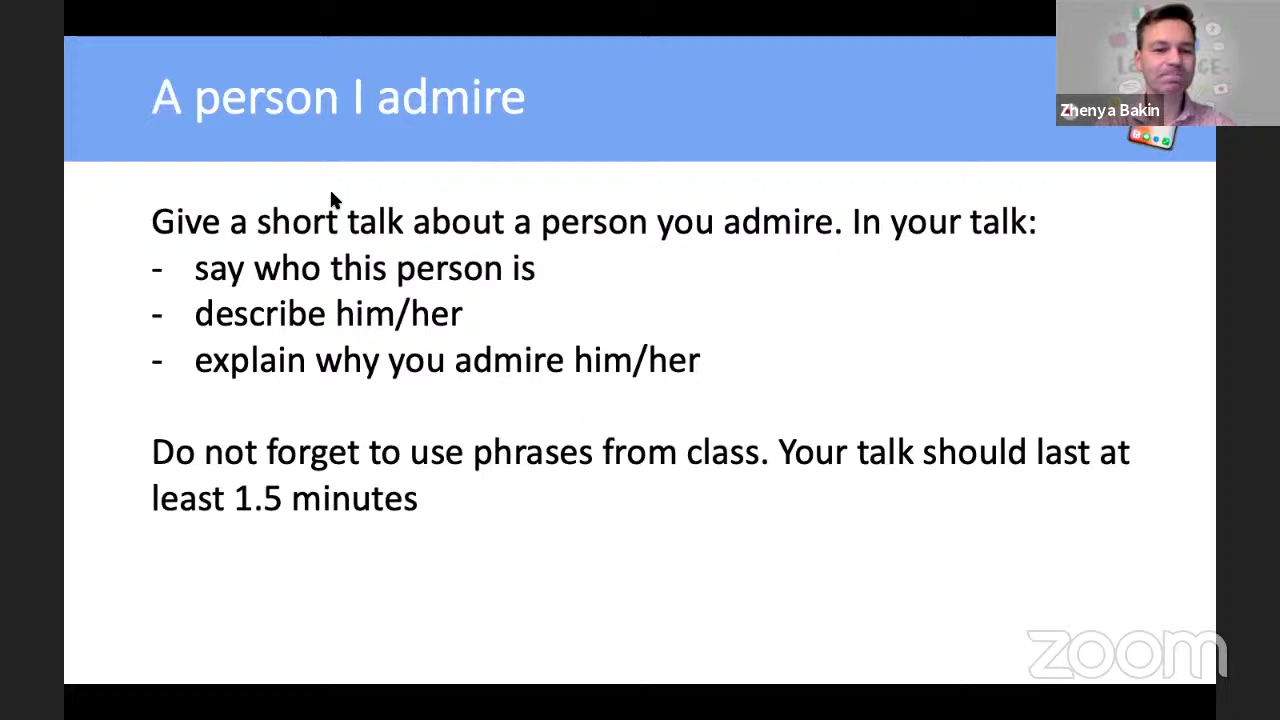 A person I admire
Zhenya Bakin
Give a short talk about a person you admire. In your talk:
- say who this person is
- describe him/her
- explain why you admire him/her
Do not forget to use phrases from class. Your talk should last at
least 1.5 minutes
zoom